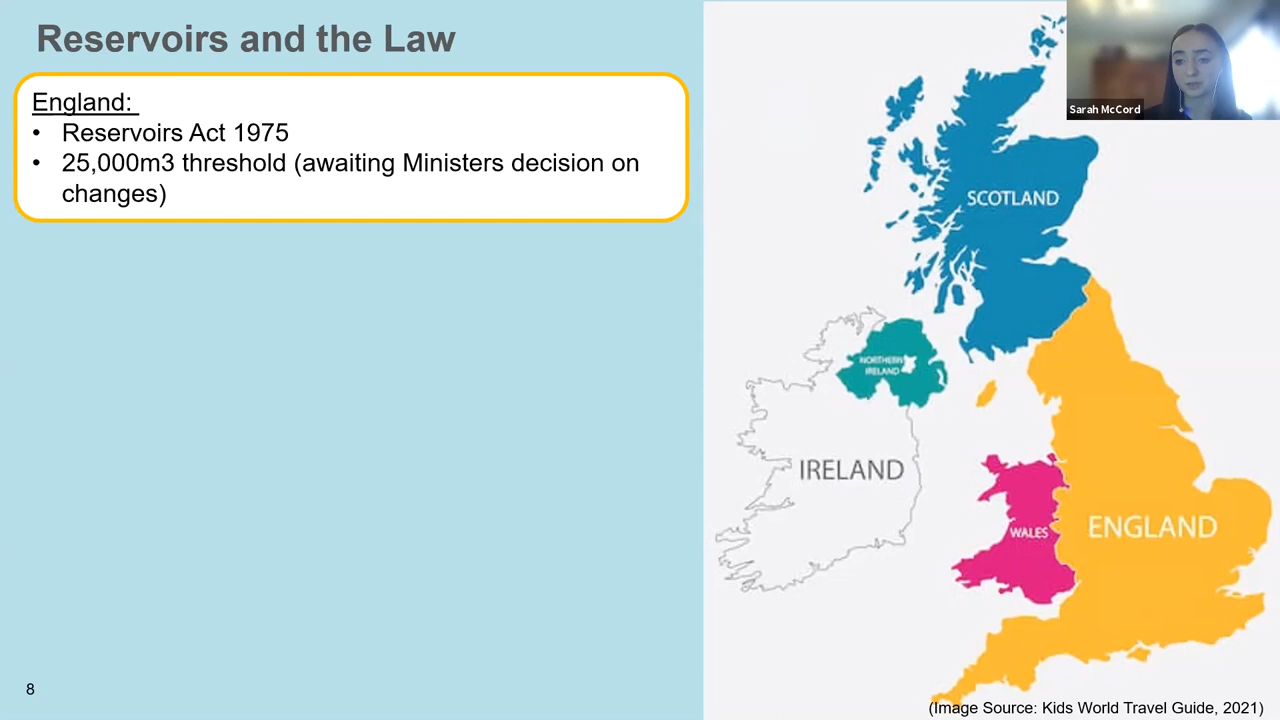 Reservoirs and the Law
England:
• Reservoirs Act 1975
• 25,000m3 threshold (awaiting Ministers decision on
changes)
Sarah McCord
SCOTLAND
NORTHERN
IRELAND
IRELAND
WALES
ENGLAND
8
(Image Source: Kids World Travel Guide, 2021)